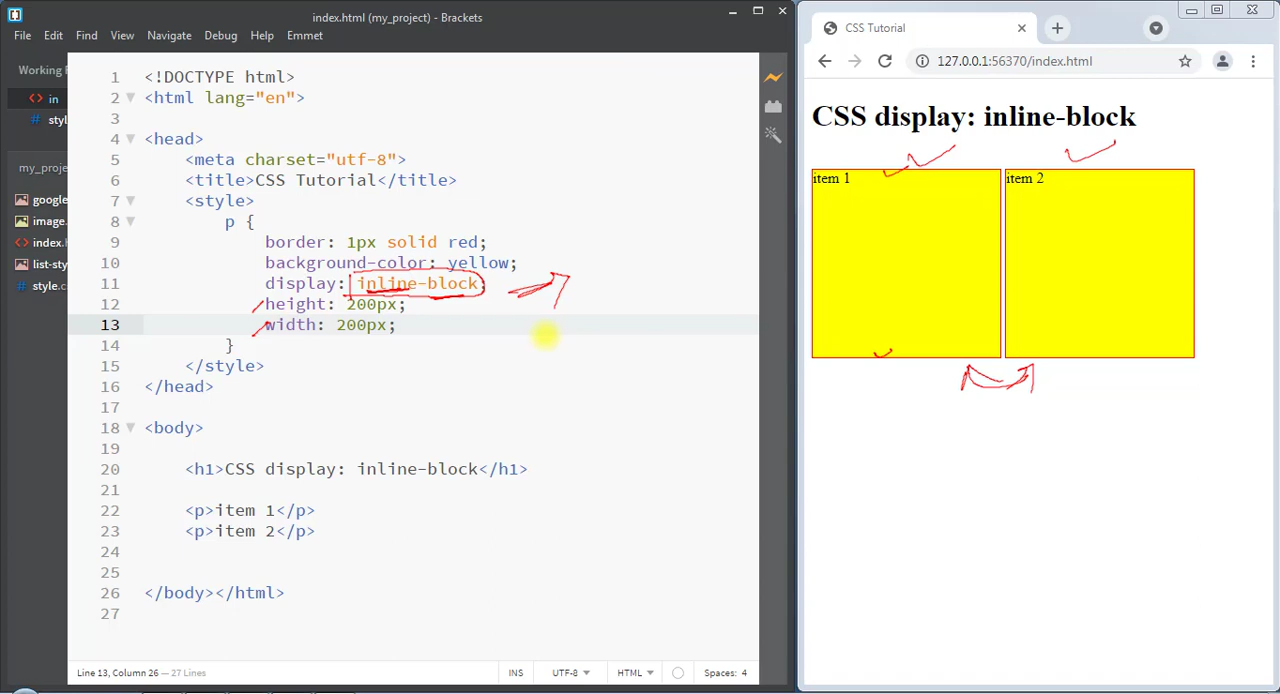 index.html (my_project) - Brackets
File Edit Find View Navigate Debug Help Emmet
Working F
<> in
# styl
my_proj
google
image.
<> index.h
list-sty
# style.c
1 <!DOCTYPE html>
2 <html lang="en">
3
4 <head>
5 <meta charset="utf-8">
6 <title>CSS Tutorial</title>
7 <style>
8 p {
9 border: 1px solid red;
10 background-color: yellow;
11 display: inline-block;
12 height: 200px;
13 width: 200px;
14 }
15 </style>
16 </head>
17
18 <body>
19
20 <h1>CSS display: inline-block</h1>
21
22 <p>item 1</p>
23 <p>item 2</p>
24
25
26 </body></html>
27
Line 13, Column 26 — 27 Lines
INS UTF-8 HTML Spaces: 4
CSS Tutorial
127.0.0.1:56370/index.html
CSS display: inline-block
item 1 item 2